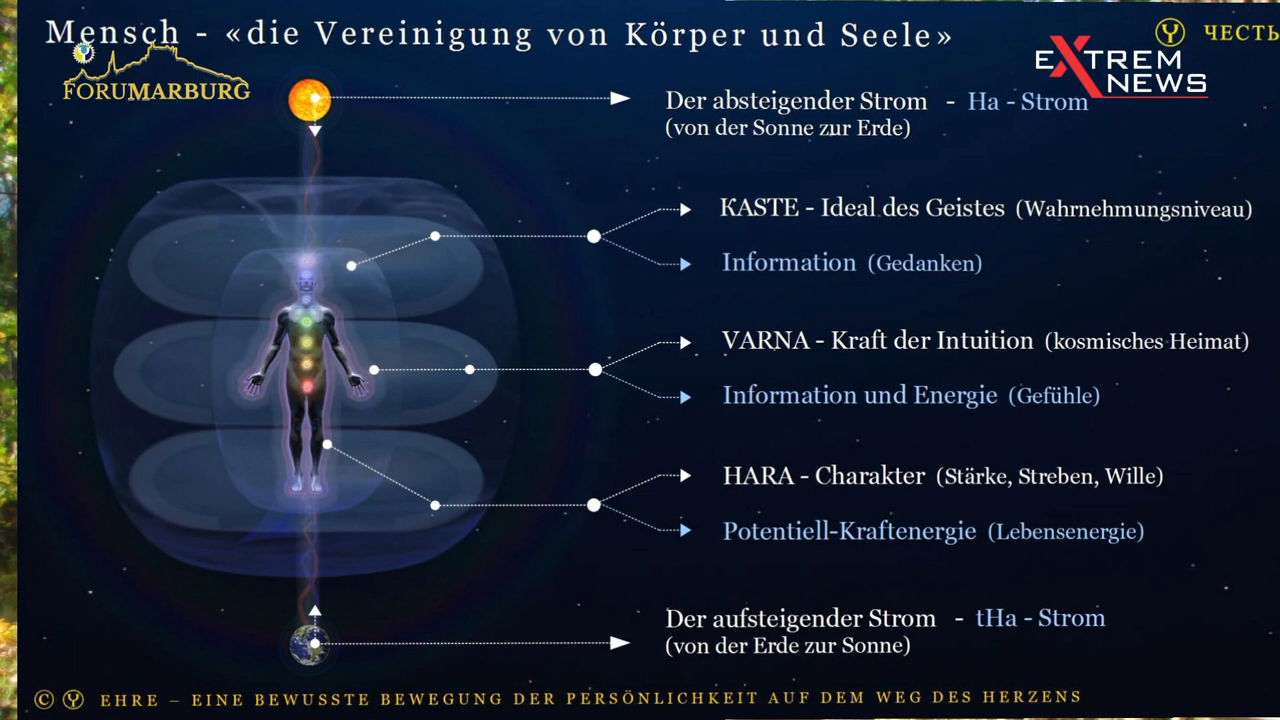 Mensch - «die Vereinigung von Körper und Seele»
ЧЕСТЬ
FORUMARBURG
EXTREM
NEWS
Der absteigender Strom - Ha - Strom
(von der Sonne zur Erde)
KASTE - Ideal des Geistes (Wahrnehmungsniveau)
Information (Gedanken)
VARNA - Kraft der Intuition (kosmisches Heimat)
Information und Energie (Gefühle)
HARA - Charakter (Stärke, Streben, Wille)
Potentiell-Kraftenergie (Lebensenergie)
Der aufsteigender Strom - tHa - Strom
(von der Erde zur Sonne)
© EHRE – EINE BEWUSSTE BEWEGUNG DER PERSÖNLICHKEIT AUF DEM WEG DES HERZENS